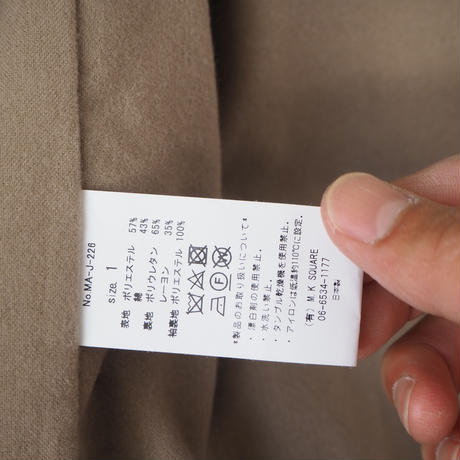 No.MA-J-226
size. 1
表地 ポリエステル 57%
綿 43%
裏地 ポリウレタン 65%
レーヨン 35%
袖裏地 ポリエステル 100%
*製品のお取り扱いについて*
・漂白剤の使用禁止。
・水洗い禁止。
・タンブル乾燥機を使用禁止。
・アイロンは低温約110℃に設定。
(有) M.K SQUARE
06-6534-1177
日本製